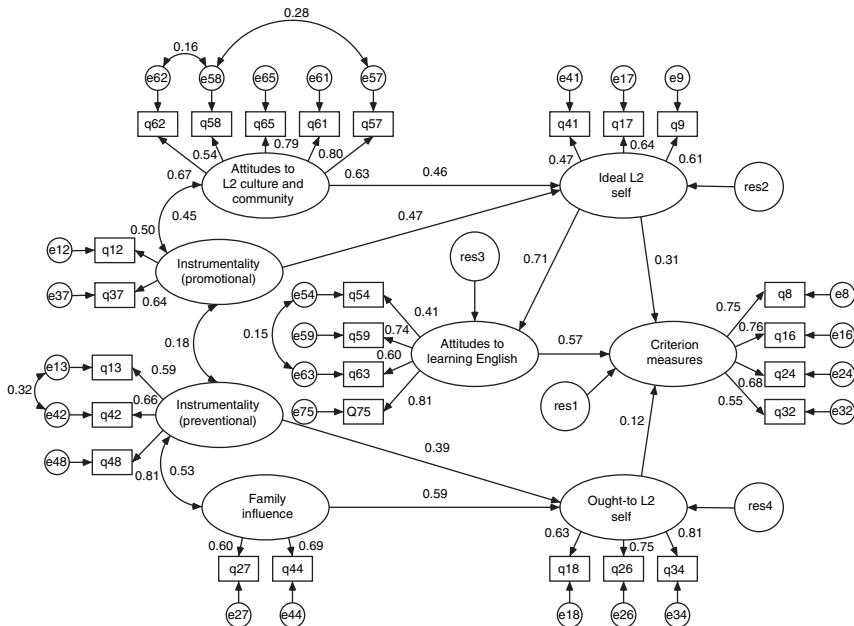 0.28
0.16
e62
e58
e65
e61
e57
e41
e17
e9
q62
q58
q65
q61
q57
q41
q17
q9
0.67
0.54
0.79
0.80
0.63
0.47
0.64
0.61
Attitudes to
L2 culture and
community
0.46
Ideal L2
self
res2
0.45
0.50
e12
q12
e37
q37
0.64
Instrumentality
(promotional)
0.47
0.71
0.31
res3
e54
q54
0.41
0.15
e59
q59
0.74
e63
q63
0.60
e75
Q75
0.81
Attitudes to
learning English
0.57
Criterion
measures
0.75
q8
e8
0.76
q16
e16
q24
e24
0.68
0.55
q32
e32
res1
0.18
e13
q13
0.59
0.32
e42
q42
0.66
e48
q48
0.81
Instrumentality
(preventional)
0.39
0.12
0.53
Family
influence
0.59
Ought-to L2
self
res4
0.60
0.69
0.63
0.75
0.81
q27
q44
q18
q26
q34
e27
e44
e18
e26
e34